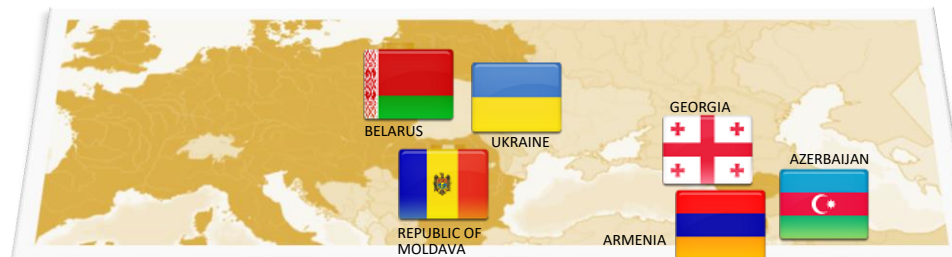 BELARUS
UKRAINE
GEORGIA
AZERBAIJAN
REPUBLIC OF
MOLDAVA
ARMENIA